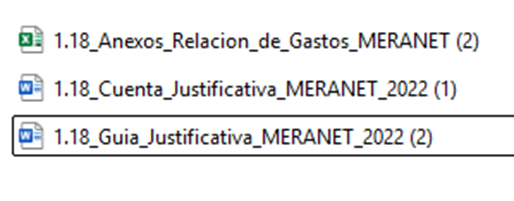 1.18_Anexos_Relacion_de_Gastos_MERANET (2)
1.18_Cuenta_Justificativa_MERANET_2022 (1)
1.18_Guia_Justificativa_MERANET_2022 (2)